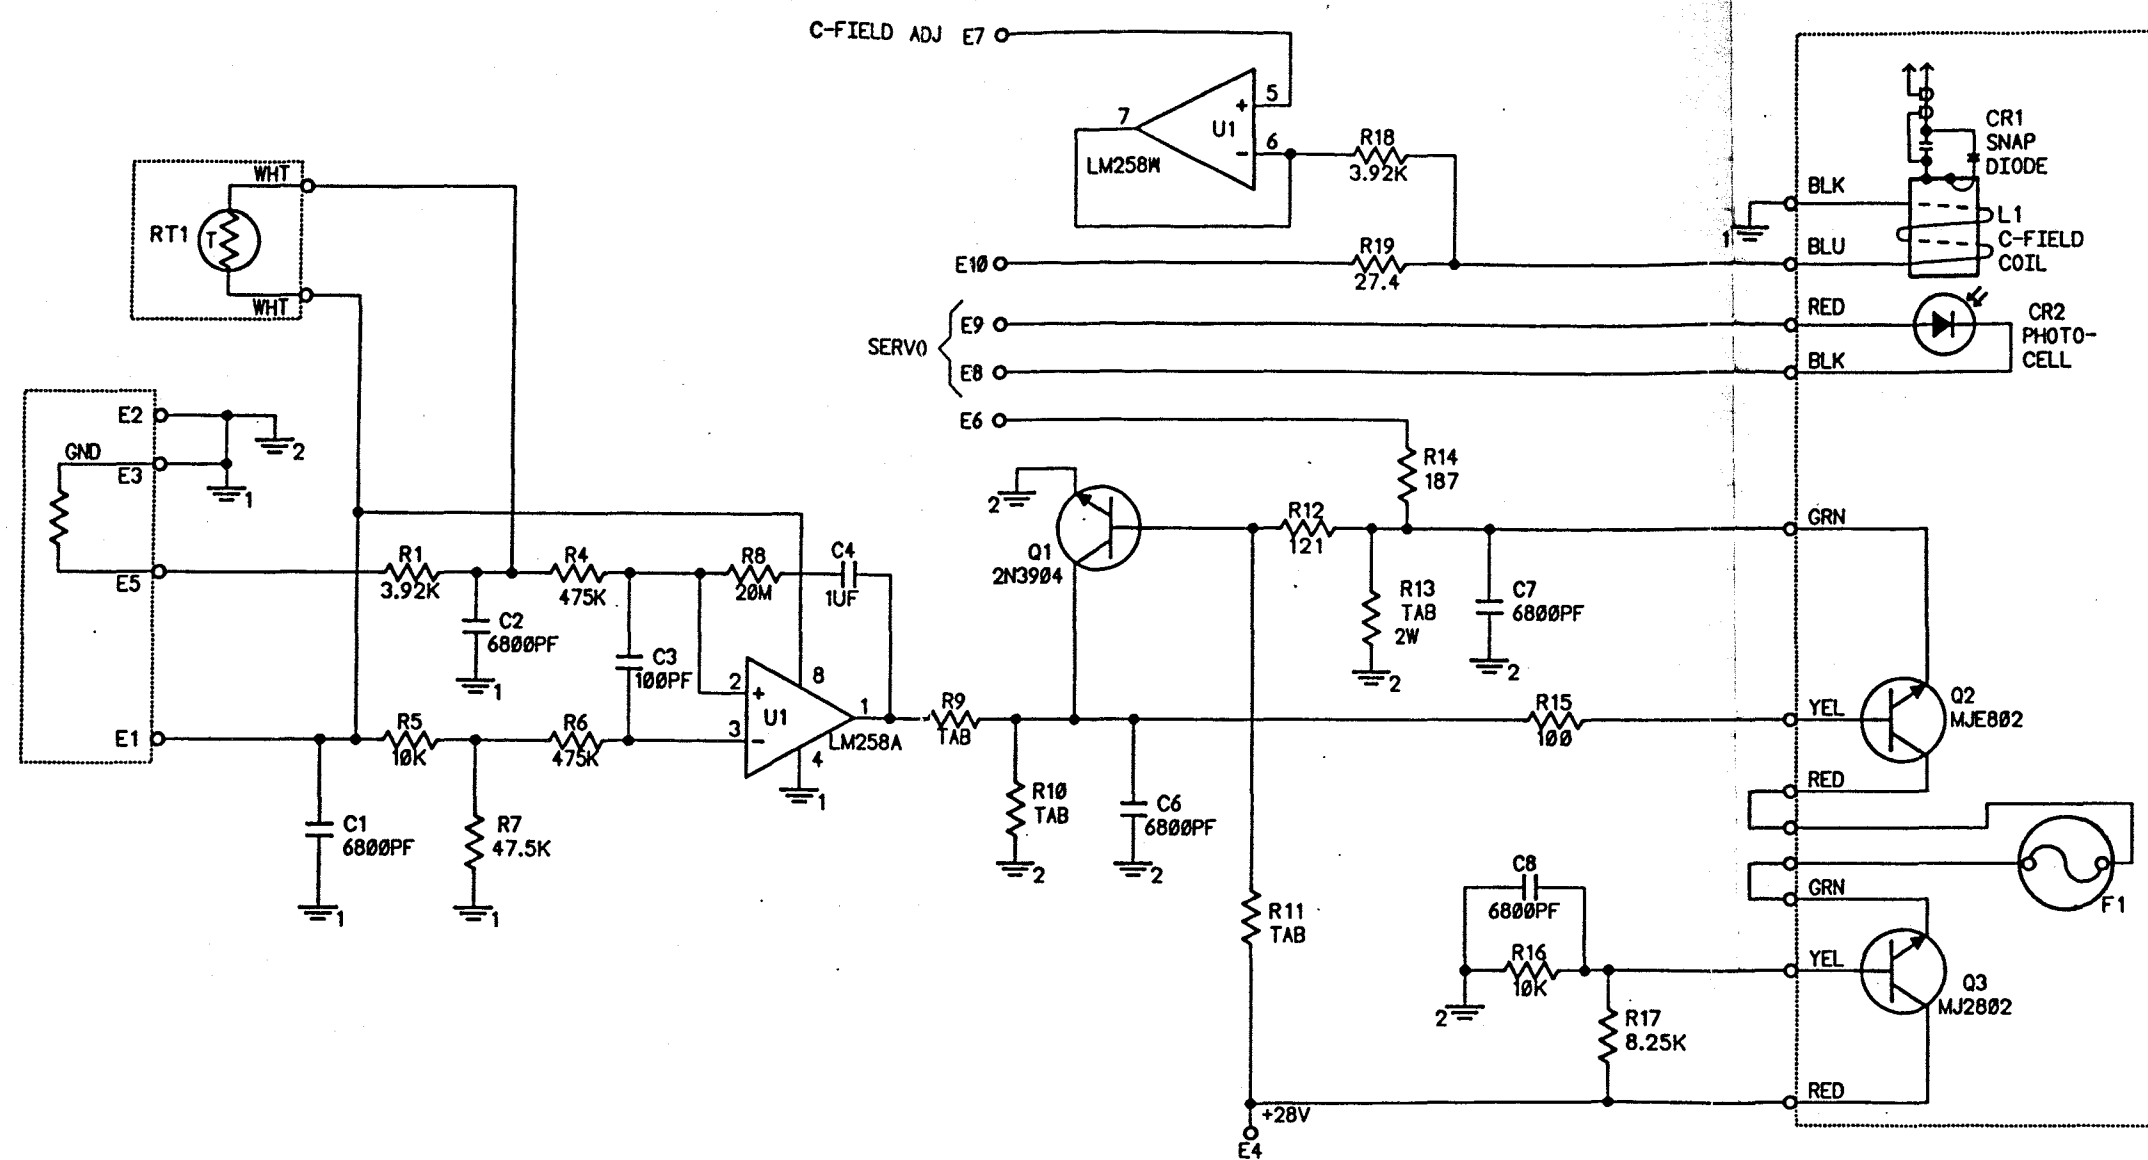 C-FIELD ADJ E7
5
7
+
U1
6
-
LM258W
R18
3.92K
E10
R19
27.4
SERVO
E9
E8
E6
WHT
RT1
T
WHT
E2
2
GND
E3
1
E5
E1
R1
3.92K
R4
475K
R8
20M
C4
1UF
C2
6800PF
1
C3
100PF
R5
10K
R6
475K
C1
6800PF
1
R7
47.5K
1
2
+
8
U1
1
3
-
4
LM258A
1
R9
TAB
2
Q1
2N3904
R12
121
R14
187
R13
TAB
2W
2
C7
6800PF
2
R10
TAB
2
C6
6800PF
2
R15
100
R11
TAB
C8
6800PF
R16
10K
2
R17
8.25K
+28V
E4
CR1
SNAP
DIODE
BLK
1
BLU
L1
C-FIELD
COIL
RED
CR2
PHOTO-
CELL
BLK
GRN
YEL
Q2
MJE802
RED
GRN
F1
YEL
Q3
MJ2802
RED